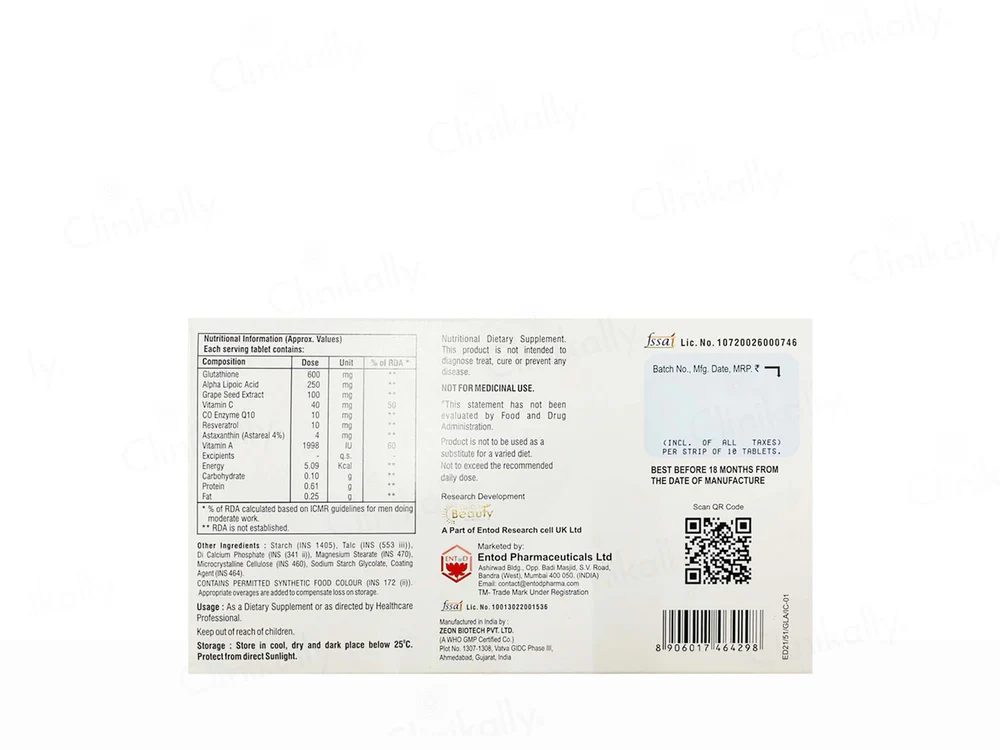 Nutritional Information (Approx. Values)
Each serving tablet contains:
Composition Dose Unit % of RDA *
Glutathione 600 mg **
Alpha Lipoic Acid 250 mg **
Grape Seed Extract 100 mg **
Vitamin C 40 mg 50
CO Enzyme Q10 10 mg **
Resveratrol 10 mg **
Astaxanthin (Astareal 4%) 4 mg **
Vitamin A 1998 IU 60
Excipients - q.s. -
Energy 5.09 Kcal **
Carbohydrate 0.10 g **
Protein 0.61 g **
Fat 0.25 g **
* % of RDA calculated based on ICMR guidelines for men doing
moderate work.
** RDA is not established.
Other Ingredients : Starch (INS 1405), Talc (INS (553 iii)),
Di Calcium Phosphate (INS (341 ii)), Magnesium Stearate (INS 470),
Microcrystalline Cellulose (INS 460), Sodium Starch Glycolate, Coating
Agent (INS 464).
CONTAINS PERMITTED SYNTHETIC FOOD COLOUR (INS 172 (ii)).
Appropriate overages are added to compensate loss on storage.
Usage : As a Dietary Supplement or as directed by Healthcare
Professional.
Keep out of reach of children.
Storage : Store in cool, dry and dark place below 25°C.
Protect from direct Sunlight.
Nutritional Dietary Supplement.
This product is not intended to
diagnose treat, cure or prevent any
disease.
NOT FOR MEDICINAL USE.
"This statement has not been
evaluated by Food and Drug
Administration.
Product is not to be used as a
substitute for a varied diet.
Not to exceed the recommended
daily dose.
Research Development
Beauty
A Part of Entod Research cell UK Ltd
ENTOD
Marketed by:
Entod Pharmaceuticals Ltd
Ashirwad Bldg., Opp. Badi Masjid, S.V. Road,
Bandra (West), Mumbai 400 050. (INDIA)
Email: contact@entodpharma.com
TM- Trade Mark Under Registration
fssai Lic. No. 10013022001536
Manufactured in India by :
ZEON BIOTECH PVT. LTD.
(A WHO GMP Certified Co.)
Plot No. 1307-1308, Vatva GIDC Phase III,
Ahmedabad, Gujarat, India
fssai Lic. No. 10720026000746
Batch No., Mfg. Date, MRP. ₹
(INCL. OF ALL TAXES)
PER STRIP OF 10 TABLETS.
BEST BEFORE 18 MONTHS FROM
THE DATE OF MANUFACTURE
Scan QR Code
8 906017 464298
ED21/51/GLA/IC-01
Clinikally
Clinikally
Clinikally
Clinikally
Clinikally
Clinikally
Clinikally